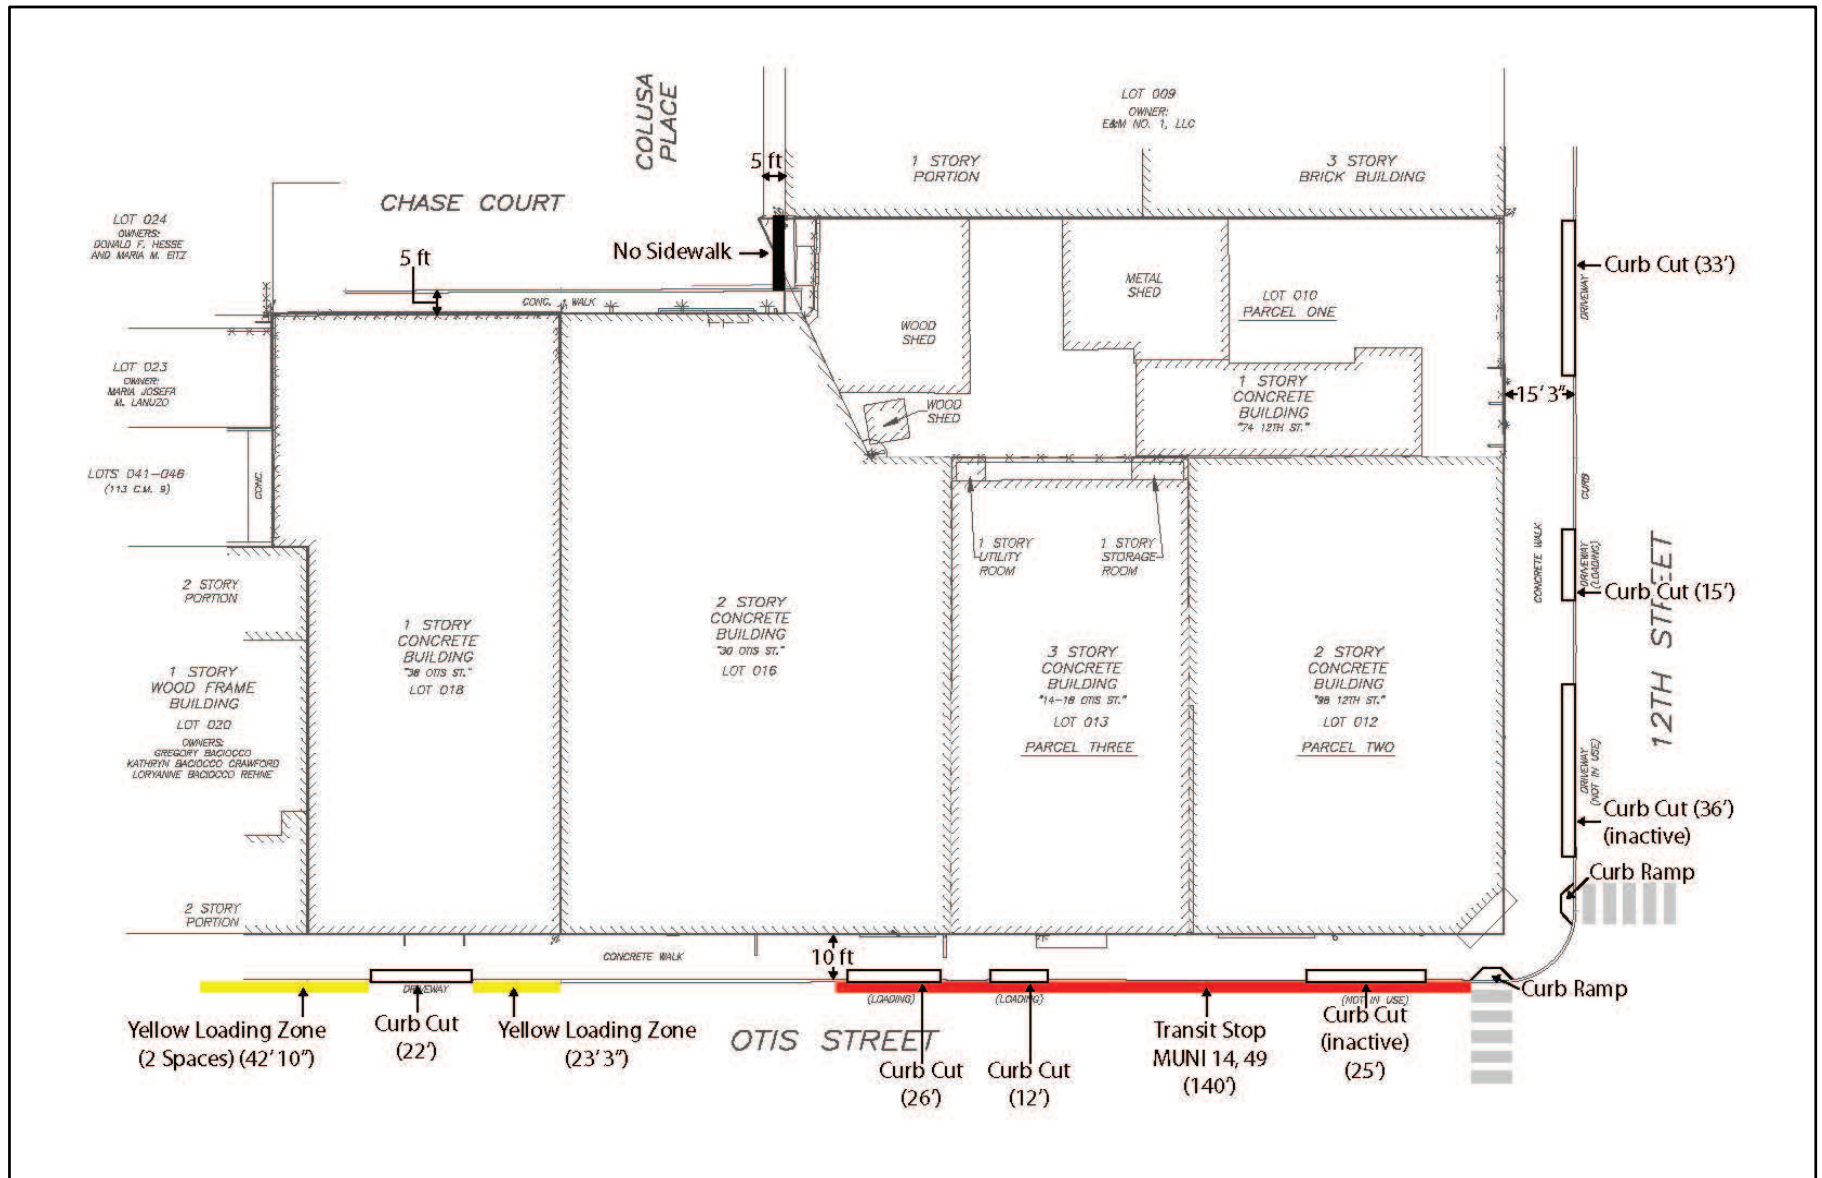 COLUSA
PLACE
LOT 009
OWNER:
E&M NO. 1, LLC
5 ft
1 STORY
PORTION
3 STORY
BRICK BUILDING
CHASE COURT
LOT 024
OWNERS:
DONALD F. HESSE
AND MARIA M. EITZ
No Sidewalk
5 ft
CONC. WALK
METAL
SHED
LOT 010
PARCEL ONE
Curb Cut (33')
DRIVEWAY
WOOD
SHED
LOT 023
OWNER:
MARIA JOSEFA
M. LANUZO
1 STORY
CONCRETE
BUILDING
"74 12TH ST."
15' 3"
WOOD
SHED
LOTS 041-046
(113 C.M. 9)
CONC.
CURB
1 STORY
UTILITY
ROOM
1 STORY
STORAGE
ROOM
CONCRETE WALK
DRIVEWAY
(LOADING)
Curb Cut (15')
12TH STREET
2 STORY
PORTION
1 STORY
CONCRETE
BUILDING
"38 OTIS ST."
LOT 018
2 STORY
CONCRETE
BUILDING
"30 OTIS ST."
LOT 016
3 STORY
CONCRETE
BUILDING
"14-18 OTIS ST."
LOT 013
PARCEL THREE
2 STORY
CONCRETE
BUILDING
"98 12TH ST."
LOT 012
PARCEL TWO
1 STORY
WOOD FRAME
BUILDING
LOT 020
OWNERS:
GREGORY BACIOCCO
KATHRYN BACIOCCO CRAWFORD
LORYANNE BACIOCCO REHNE
DRIVEWAY
(NOT IN USE)
Curb Cut (36')
(inactive)
Curb Ramp
2 STORY
PORTION
CONCRETE WALK
10 ft
DRIVEWAY
(LOADING)
(LOADING)
(NOT IN USE)
Curb Ramp
Yellow Loading Zone
(2 Spaces) (42' 10")
Curb Cut
(22')
Yellow Loading Zone
(23' 3")
OTIS STREET
Curb Cut
(26')
Curb Cut
(12')
Transit Stop
MUNI 14, 49
(140')
Curb Cut
(inactive)
(25')